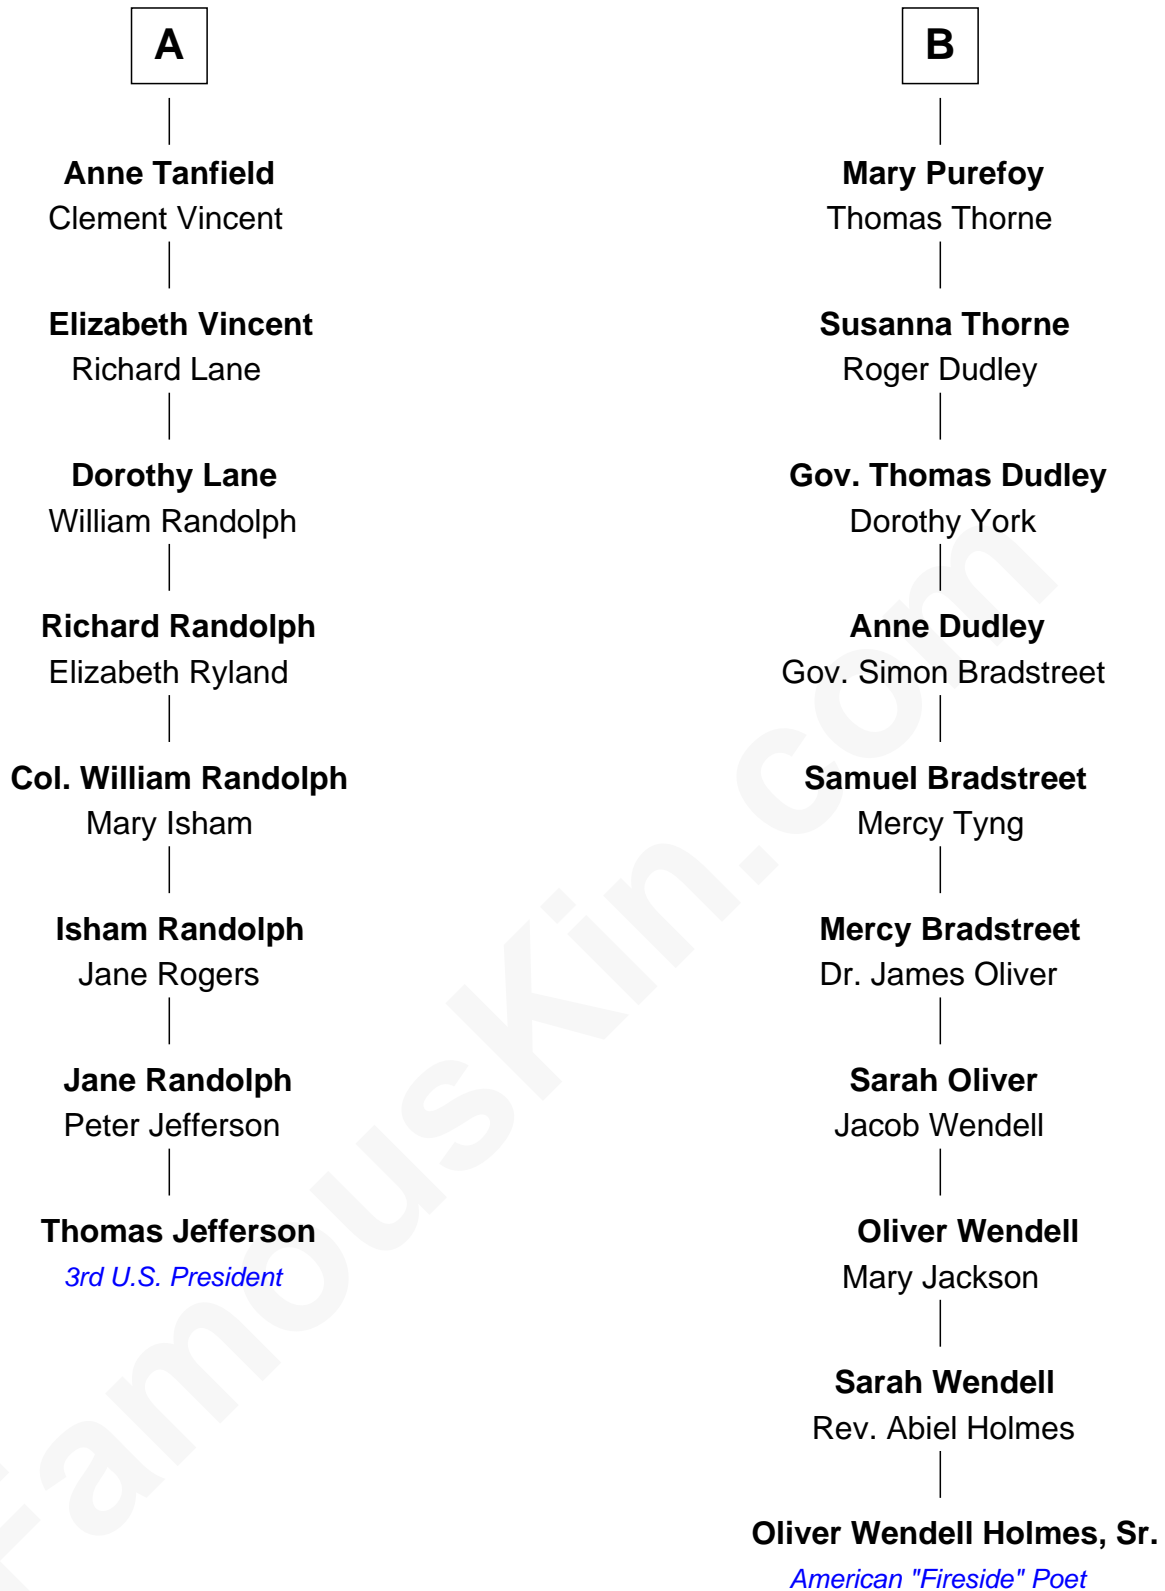 A
Anne Tanfield
Clement Vincent
Elizabeth Vincent
Richard Lane
Dorothy Lane
William Randolph
Richard Randolph
Elizabeth Ryland
Col. William Randolph
Mary Isham
Isham Randolph
Jane Rogers
Jane Randolph
Peter Jefferson
Thomas Jefferson
3rd U.S. President
B
Mary Purefoy
Thomas Thorne
Susanna Thorne
Roger Dudley
Gov. Thomas Dudley
Dorothy York
Anne Dudley
Gov. Simon Bradstreet
Samuel Bradstreet
Mercy Tyng
Mercy Bradstreet
Dr. James Oliver
Sarah Oliver
Jacob Wendell
Oliver Wendell
Mary Jackson
Sarah Wendell
Rev. Abiel Holmes
Oliver Wendell Holmes, Sr.
American "Fireside" Poet
FamousKin.com